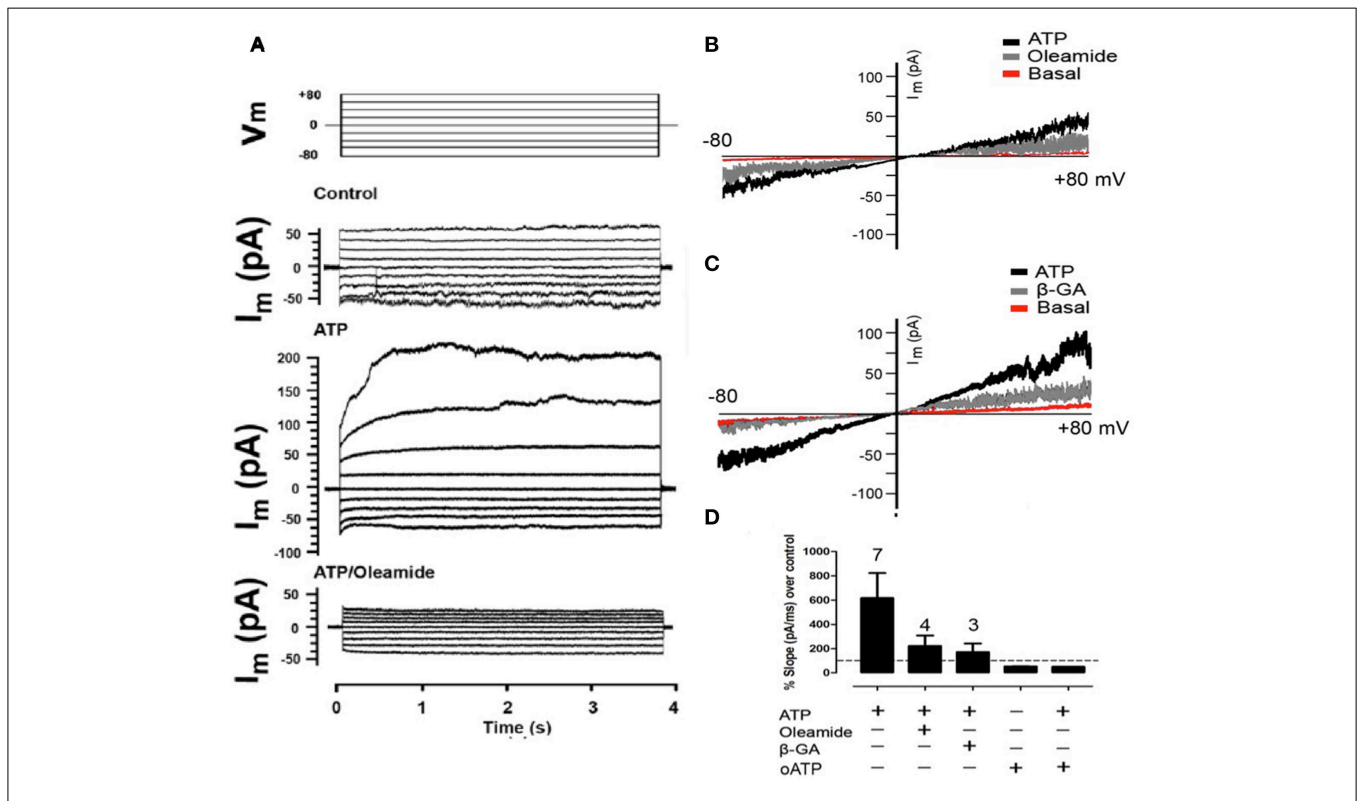 A
+80
Vm
0
-80
Control
Im (pA)
50
0
-50
ATP
Im (pA)
200
150
100
50
0
-50
-100
ATP/Oleamide
Im (pA)
50
0
-50
0 1 2 3 4
Time (s)
B
ATP
Oleamide
Basal
Im (pA)
100
50
-50
-100
-80
+80 mV
C
ATP
β-GA
Basal
Im (pA)
100
50
-50
-100
-80
+80 mV
D
% Slope (pA/ms) over control
1000
800
600
400
200
0
7
4
3
ATP + + + − +
Oleamide − + − − −
β-GA − − + − −
oATP − − − + +